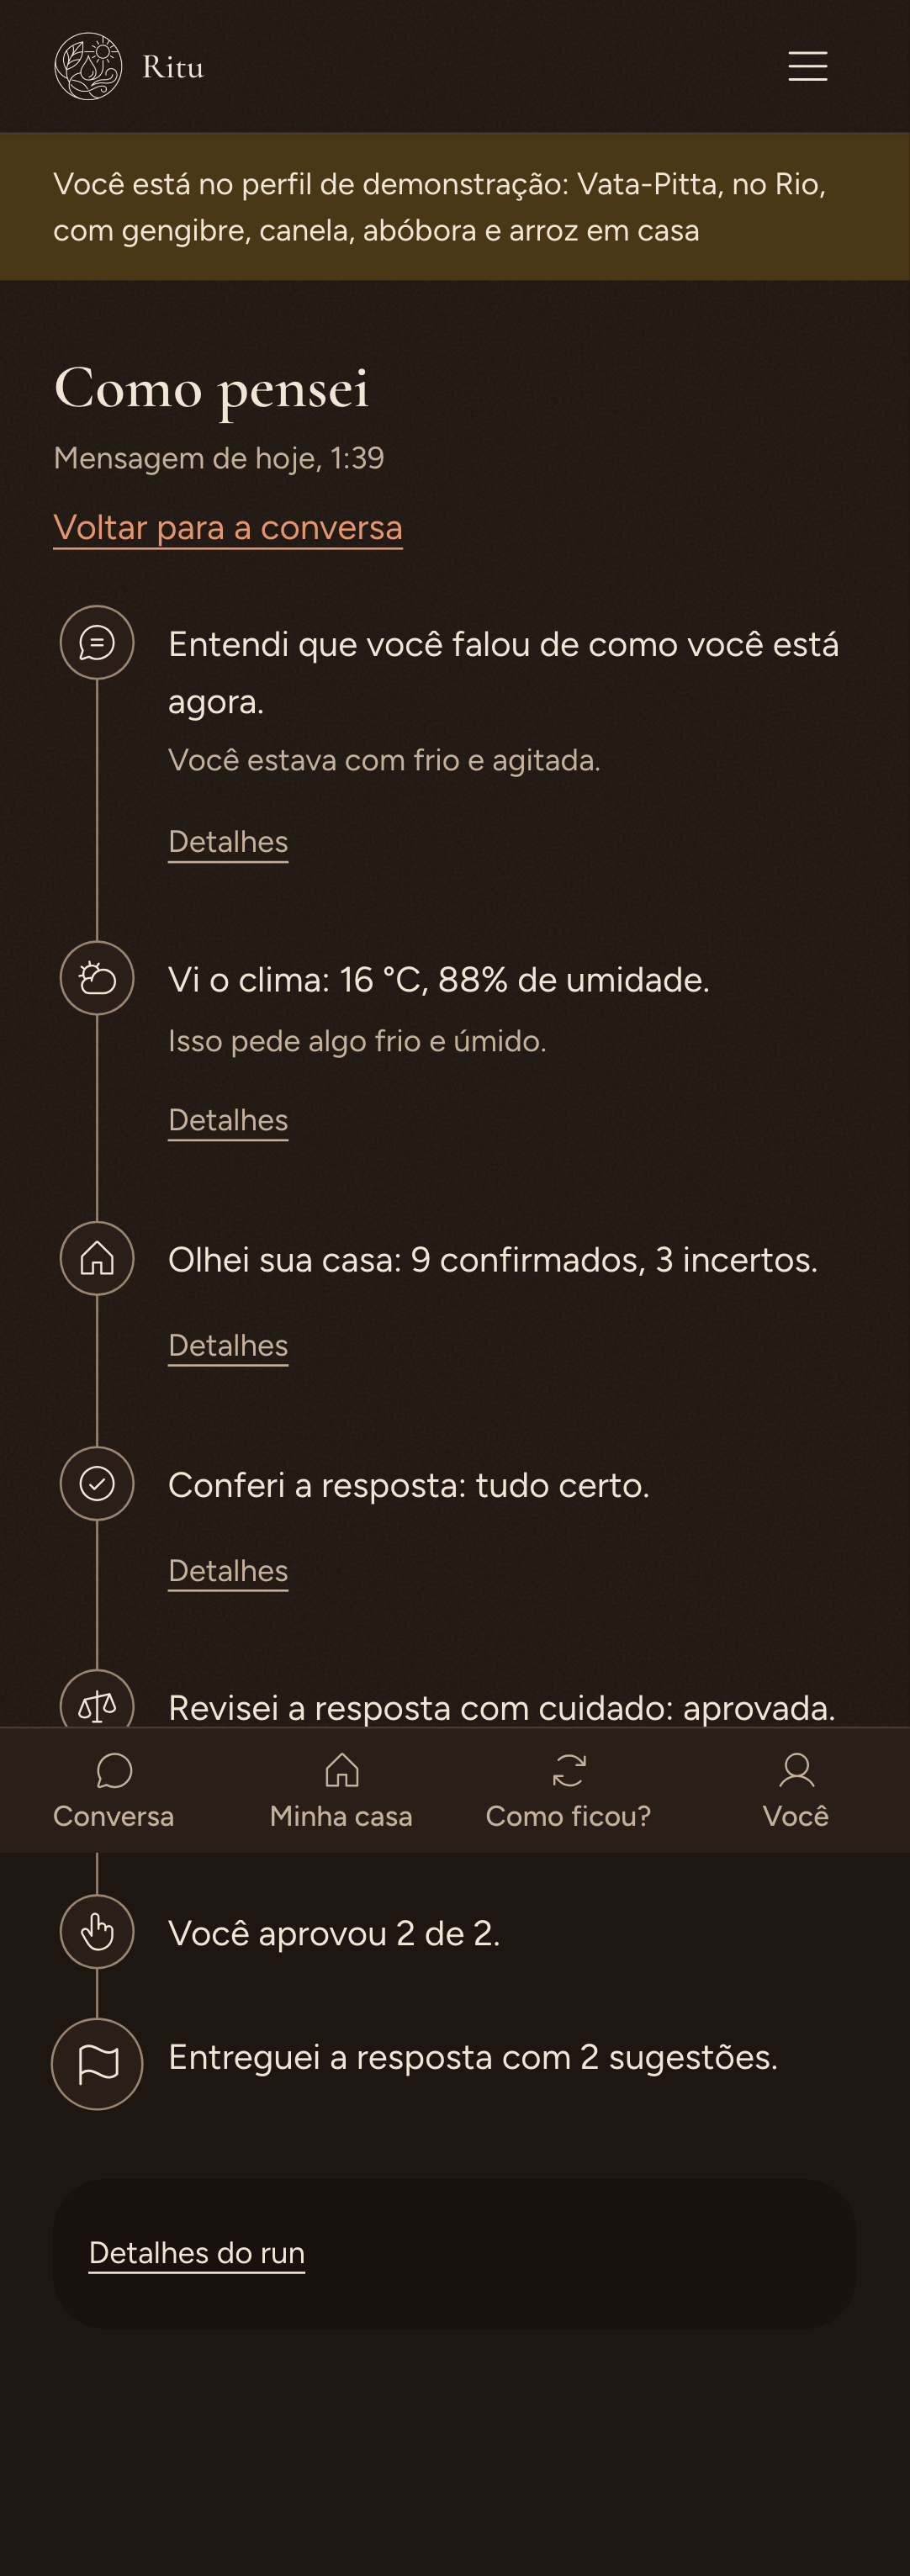 Ritu
Você está no perfil de demonstração: Vata-Pitta, no Rio,
com gengibre, canela, abóbora e arroz em casa
Como pensei
Mensagem de hoje, 1:39
Voltar para a conversa
Entendi que você falou de como você está
agora.
Você estava com frio e agitada.
Detalhes
Vi o clima: 16 °C, 88% de umidade.
Isso pede algo frio e úmido.
Detalhes
Olhei sua casa: 9 confirmados, 3 incertos.
Detalhes
Conferi a resposta: tudo certo.
Detalhes
Revisei a resposta com cuidado: aprovada.
Conversa
Minha casa
Como ficou?
Você
Você aprovou 2 de 2.
Entreguei a resposta com 2 sugestões.
Detalhes do run